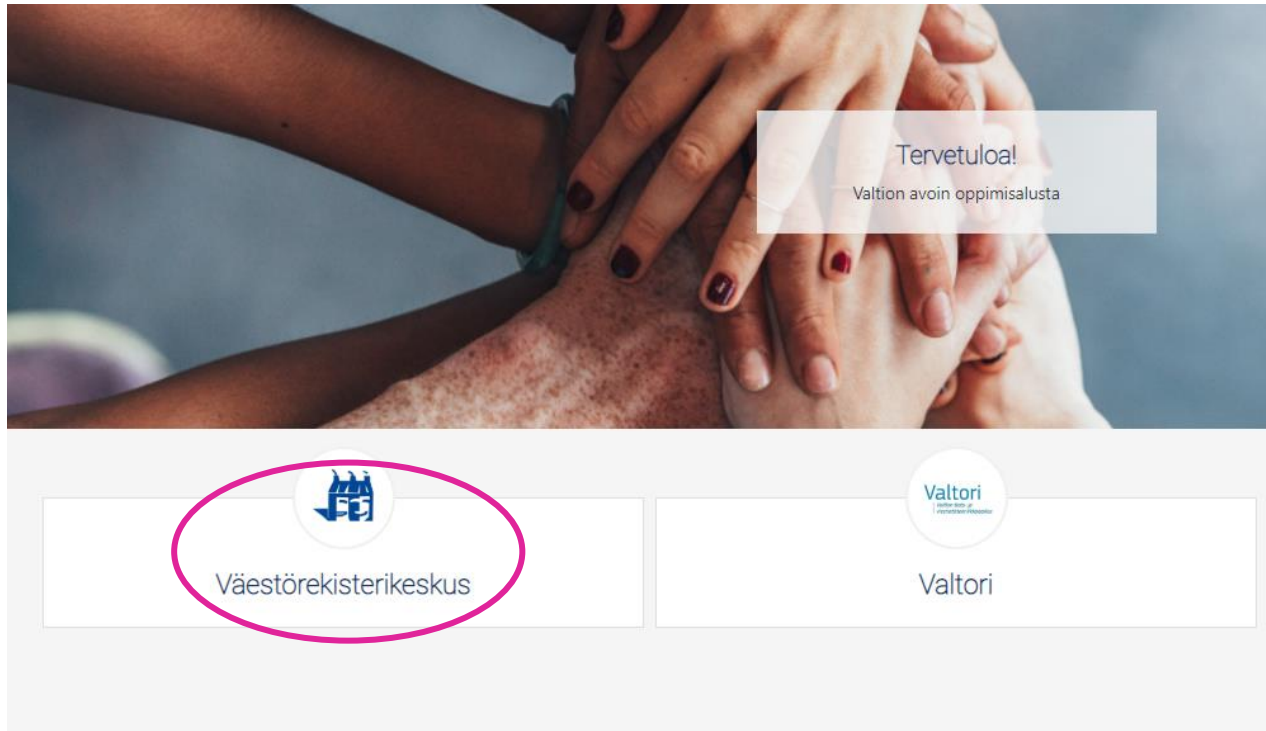 Tervetuloa!
Valtion avoin oppimisalusta
Valtori
Väestörekisterikeskus
Valtori